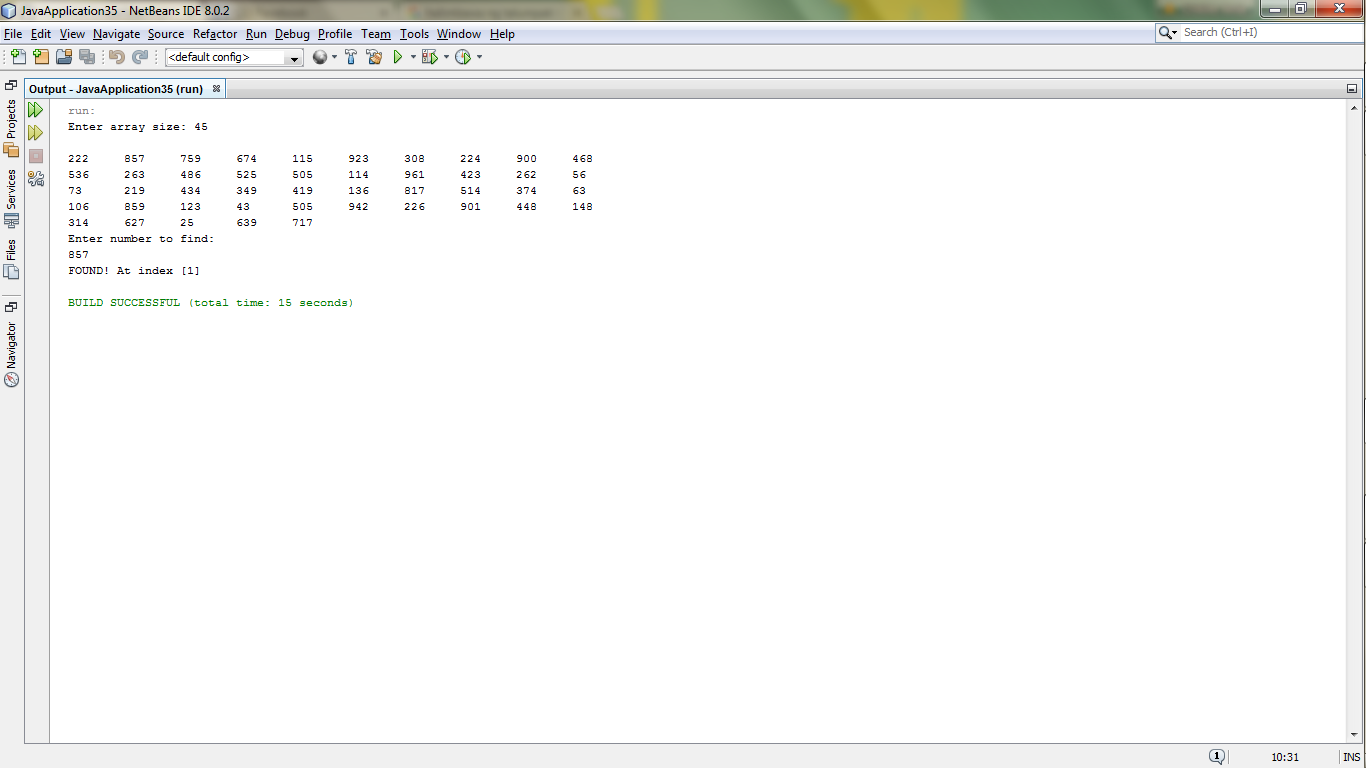 JavaApplication35 - NetBeans IDE 8.0.2
File Edit View Navigate Source Refactor Run Debug Profile Team Tools Window Help
Search (Ctrl+I)
<default config>
Output - JavaApplication35 (run)
Projects
Services
Files
Navigator
run:
Enter array size: 45
222 857 759 674 115 923 308 224 900 468
536 263 486 525 505 114 961 423 262 56
73 219 434 349 419 136 817 514 374 63
106 859 123 43 505 942 226 901 448 148
314 627 25 639 717
Enter number to find:
857
FOUND! At index [1]
BUILD SUCCESSFUL (total time: 15 seconds)
1
10:31
INS